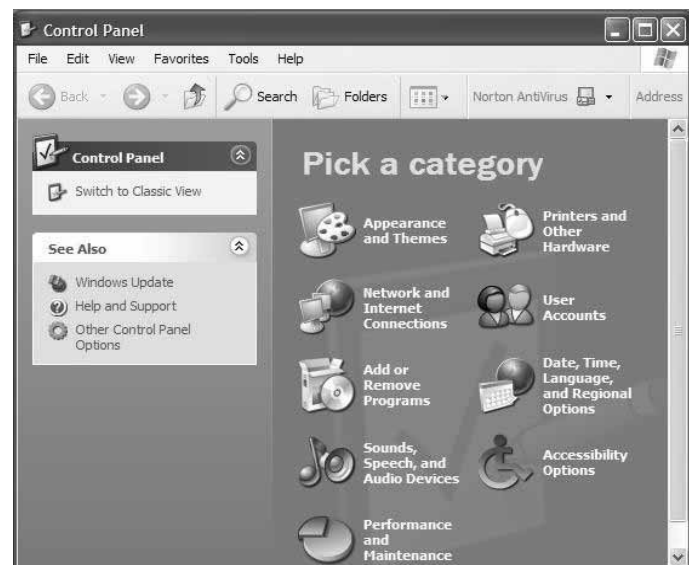 Control Panel
File Edit View Favorites Tools Help
Back Search Folders Norton AntiVirus Address
Control Panel
Switch to Classic View
See Also
Windows Update
Help and Support
Other Control Panel
Options
Pick a category
Appearance
and Themes
Printers and
Other
Hardware
Network and
Internet
Connections
User
Accounts
Add or
Remove
Programs
Date, Time,
Language,
and Regional
Options
Sounds,
Speech, and
Audio Devices
Accessibility
Options
Performance
and
Maintenance